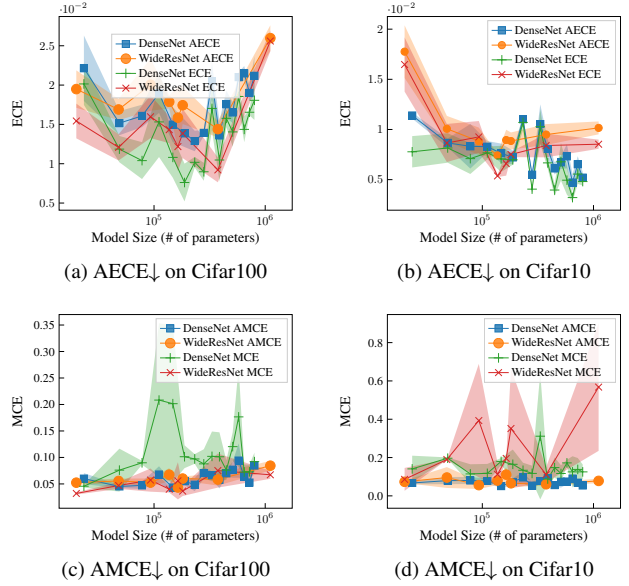 ·10⁻²
2.5
2
1.5
1
0.5
ECE
DenseNet AECE
WideResNet AECE
DenseNet ECE
WideResNet ECE
10⁵
10⁶
Model Size (# of parameters)
(a) AECE↓ on Cifar100
·10⁻²
2
1.5
1
0.5
ECE
DenseNet AECE
WideResNet AECE
DenseNet ECE
WideResNet ECE
10⁵
10⁶
Model Size (# of parameters)
(b) AECE↓ on Cifar10
0.35
0.30
0.25
0.20
0.15
0.10
0.05
MCE
DenseNet AMCE
WideResNet AMCE
DenseNet MCE
WideResNet MCE
10⁵
10⁶
Model Size (# of parameters)
(c) AMCE↓ on Cifar100
0.8
0.6
0.4
0.2
0.0
MCE
DenseNet AMCE
WideResNet AMCE
DenseNet MCE
WideResNet MCE
10⁵
10⁶
Model Size (# of parameters)
(d) AMCE↓ on Cifar10